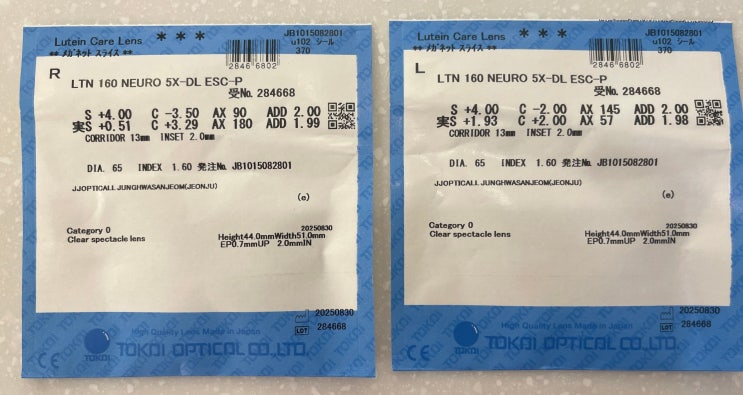 Lutein Care Lens
***
JB1015082801
** メガネット スライス **
u102 シール
370
2846 6802
R
LTN 160 NEURO 5X-DL ESC-P
受No. 284668
S +4.00 C -3.50 AX 90 ADD 2.00
実S +0.51 C +3.29 AX 180 ADD 1.99
CORRIDOR 13mm INSET 2.0mm
DIA. 65 INDEX 1.60 発注No. JB1015082801
JJOPTICALL JUNGHWASANJEOM(JEONJU)
(e)
Category 0
Clear spectacle lens
20250830
Height44.0mmWidth51.0mm
EP0.7mmUP 2.0mmIN
20250830
LOT 284668
High Quality Lens Made in Japan
TOKAI
TOKAI OPTICAL CO.,LTD.
CE
Lutein Care Lens
***
JB1015082801
** メガネット スライス **
u102 シール
370
2846 6802
L
LTN 160 NEURO 5X-DL ESC-P
受No. 284668
S +4.00 C -2.00 AX 145 ADD 2.00
実S +1.93 C +2.00 AX 57 ADD 1.98
CORRIDOR 13mm INSET 2.0mm
DIA. 65 INDEX 1.60 発注No. JB1015082801
JJOPTICALL JUNGHWASANJEOM(JEONJU)
(e)
Category 0
Clear spectacle lens
20250830
Height44.0mmWidth51.0mm
EP0.7mmUP 2.0mmIN
20250830
LOT 284668
High Quality Lens Made in Japan
TOKAI
TOKAI OPTICAL CO.,LTD.
CE